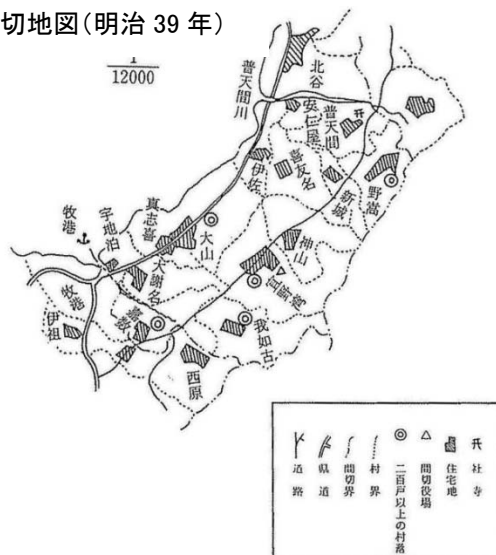 切地図(明治 39 年)
1
12000
北谷
普天間川
安仁屋
普天間
喜友名
伊佐
新城
野嵩
真志喜
大山
神山
宇地泊
牧港
大謝名
宜野湾
牧港
嘉数
我如古
伊祖
西原
社寺
住宅地
間切役場
二百戸以上の村落
村界
間切界
県道
道路